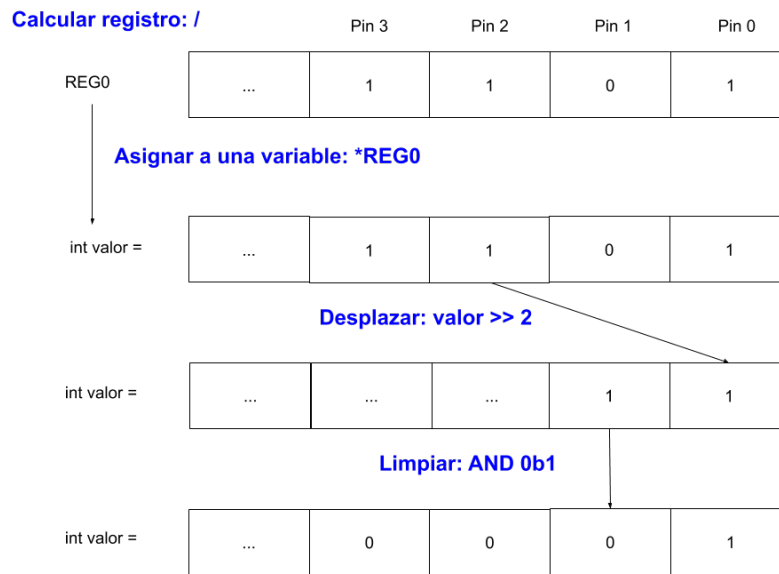 Calcular registro: /
Pin 3 Pin 2 Pin 1 Pin 0
REG0 ... 1 1 0 1
Asignar a una variable: *REG0
int valor = ... 1 1 0 1
Desplazar: valor >> 2
int valor = ... ... ... 1 1
Limpiar: AND 0b1
int valor = ... 0 0 0 1